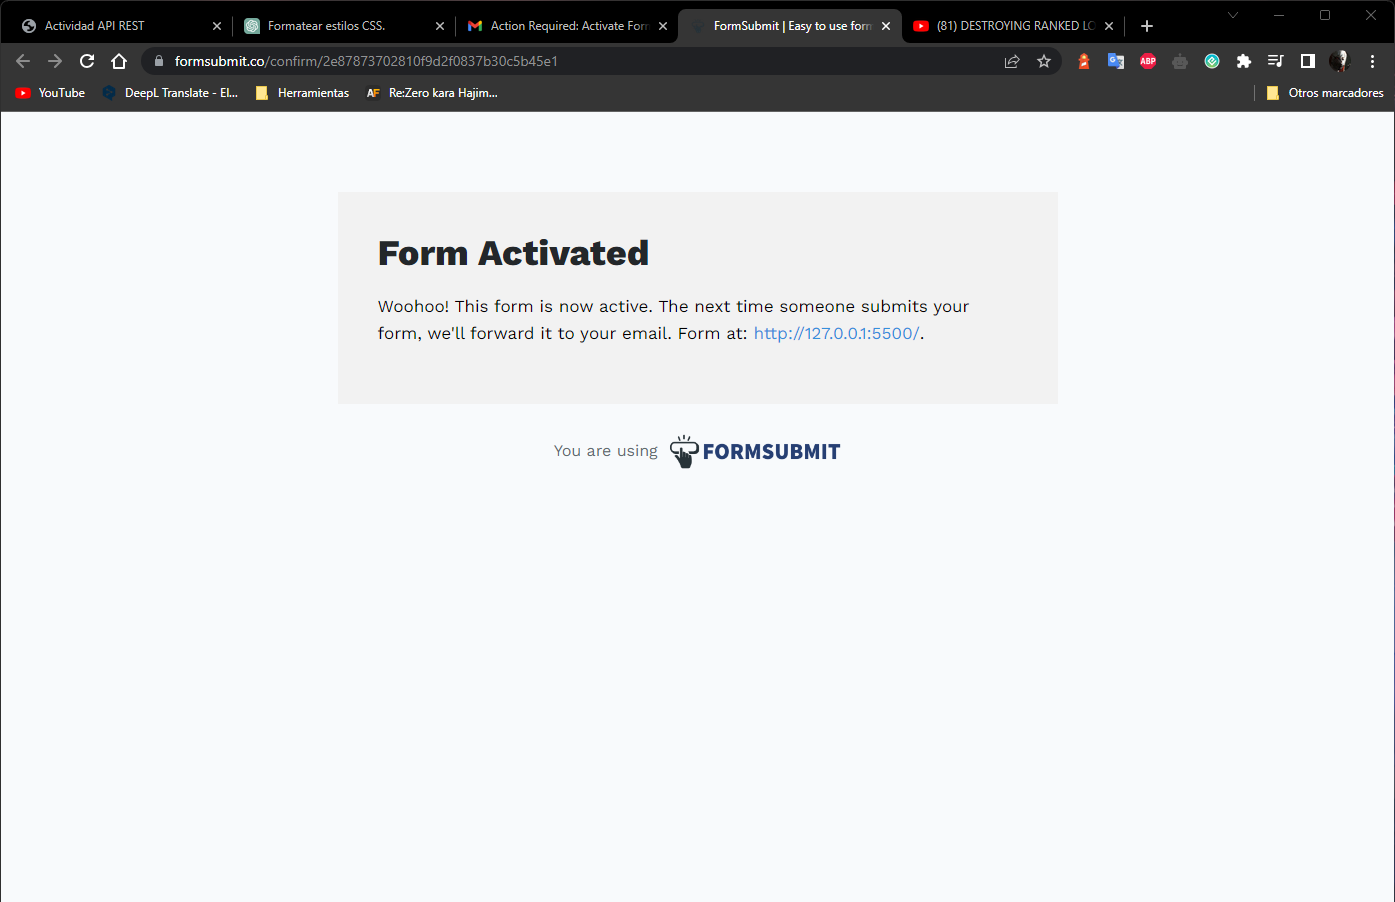 Actividad API REST
Formatear estilos CSS.
Action Required: Activate Form
FormSubmit | Easy to use form
(81) DESTROYING RANKED LO
formsubmit.co/confirm/2e87873702810f9d2f0837b30c5b45e1
ABP
YouTube
DeepL Translate - El...
Herramientas
AF Re:Zero kara Hajim...
Otros marcadores
Form Activated
Woohoo! This form is now active. The next time someone submits your
form, we'll forward it to your email. Form at: http://127.0.0.1:5500/.
You are using FORMSUBMIT